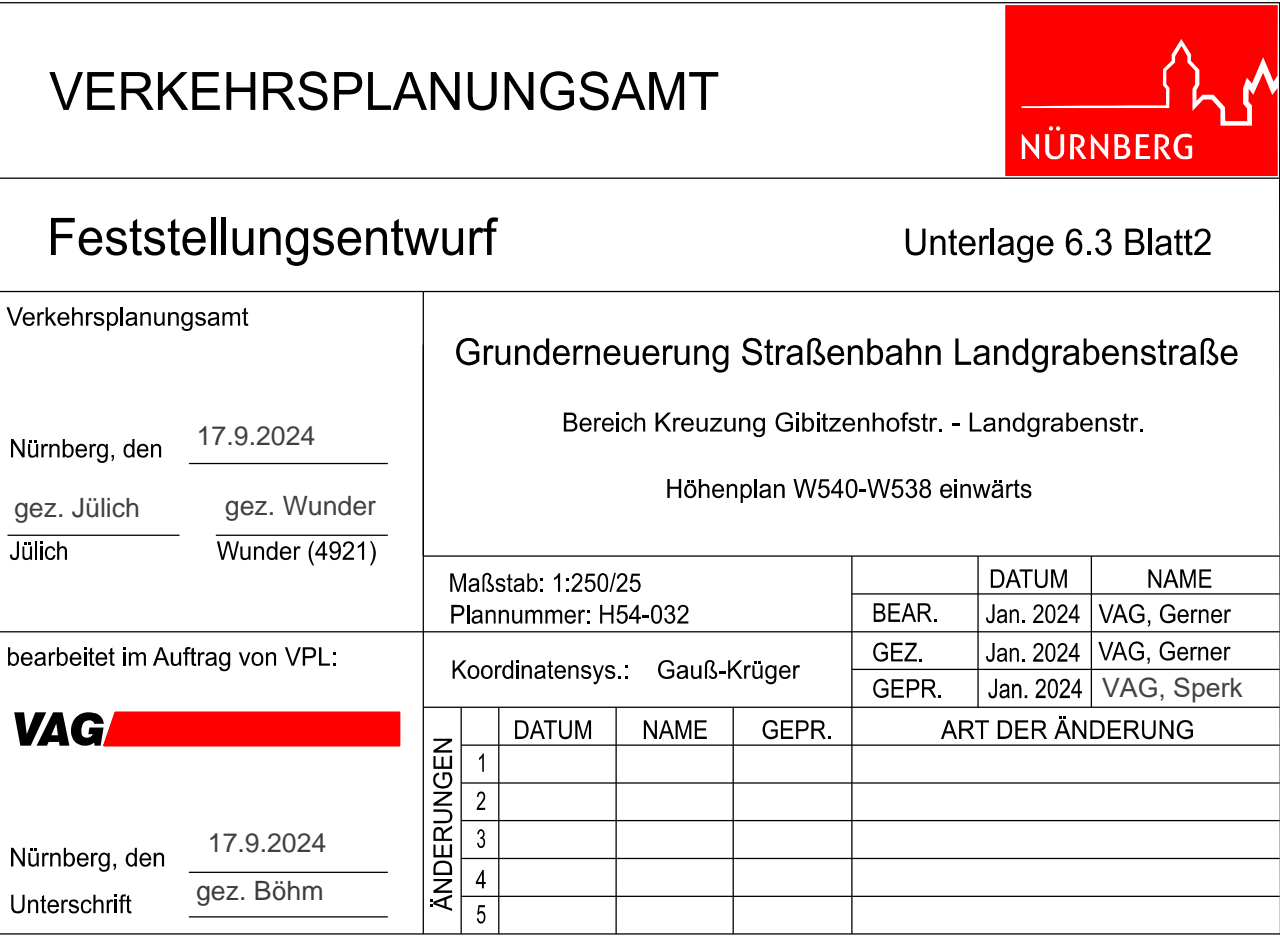 VERKEHRSPLANUNGSAMT
NÜRNBERG
Feststellungsentwurf
Unterlage 6.3 Blatt2
Verkehrsplanungsamt
Nürnberg, den 17.9.2024
gez. Jülich gez. Wunder
Jülich Wunder (4921)
Grunderneuerung Straßenbahn Landgrabenstraße
Bereich Kreuzung Gibitzenhofstr. - Landgrabenstr.
Höhenplan W540-W538 einwärts
Maßstab: 1:250/25
Plannummer: H54-032
DATUM NAME
BEAR. Jan. 2024 VAG, Gerner
GEZ. Jan. 2024 VAG, Gerner
GEPR. Jan. 2024 VAG, Sperk
Koordinatensys.: Gauß-Krüger
bearbeitet im Auftrag von VPL:
VAG
Nürnberg, den 17.9.2024
Unterschrift gez. Böhm
ÄNDERUNGEN
DATUM NAME GEPR. ART DER ÄNDERUNG
1
2
3
4
5